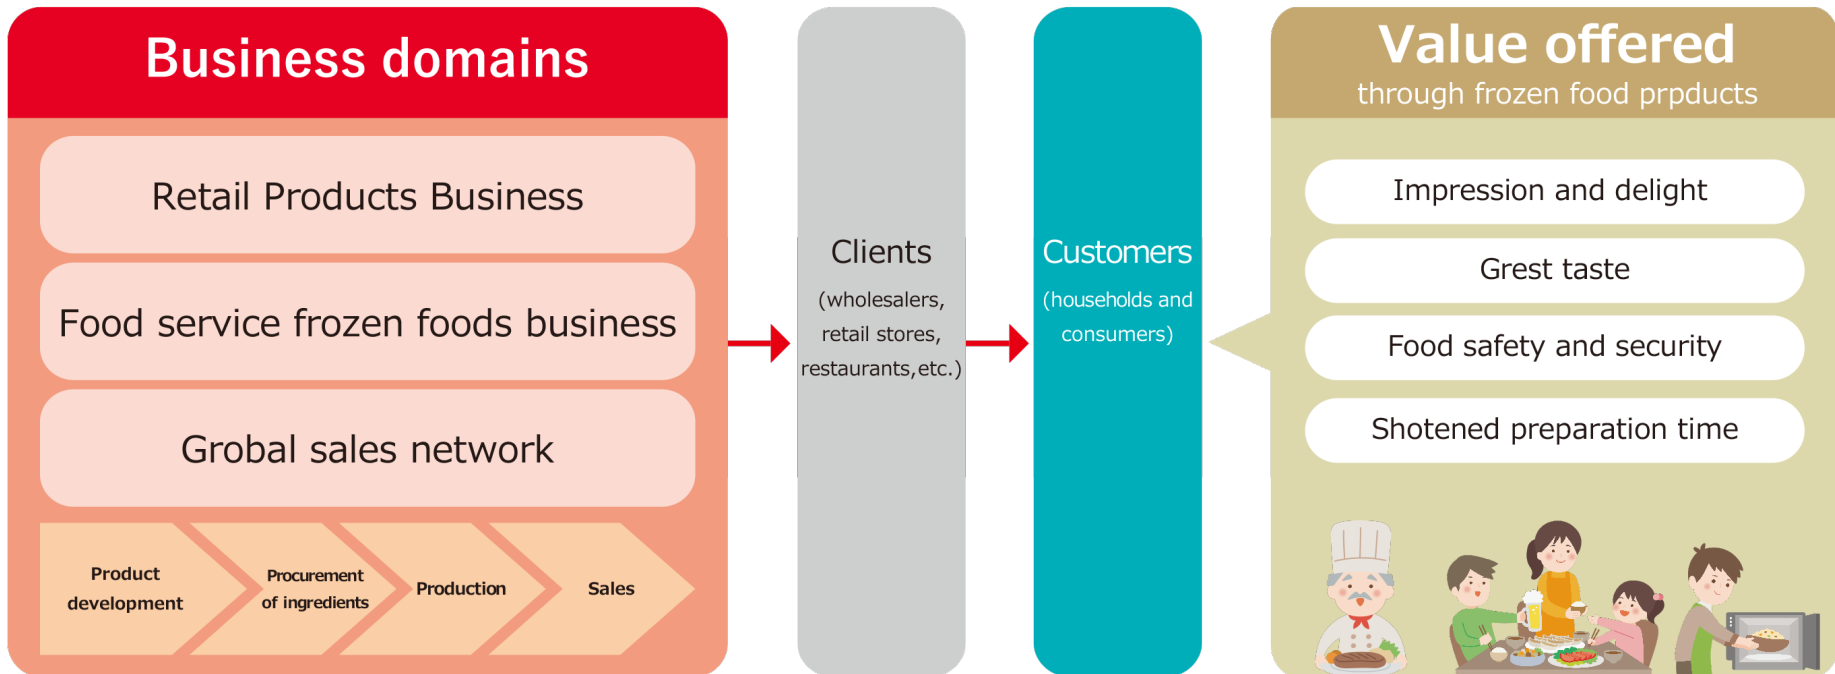 Business domains
Retail Products Business
Food service frozen foods business
Grobal sales network
Product
development
Procurement
of ingredients
Production
Sales
Clients
(wholesalers,
retail stores,
restaurants,etc.)
Customers
(households and
consumers)
Value offered
through frozen food prpducts
Impression and delight
Grest taste
Food safety and security
Shotened preparation time